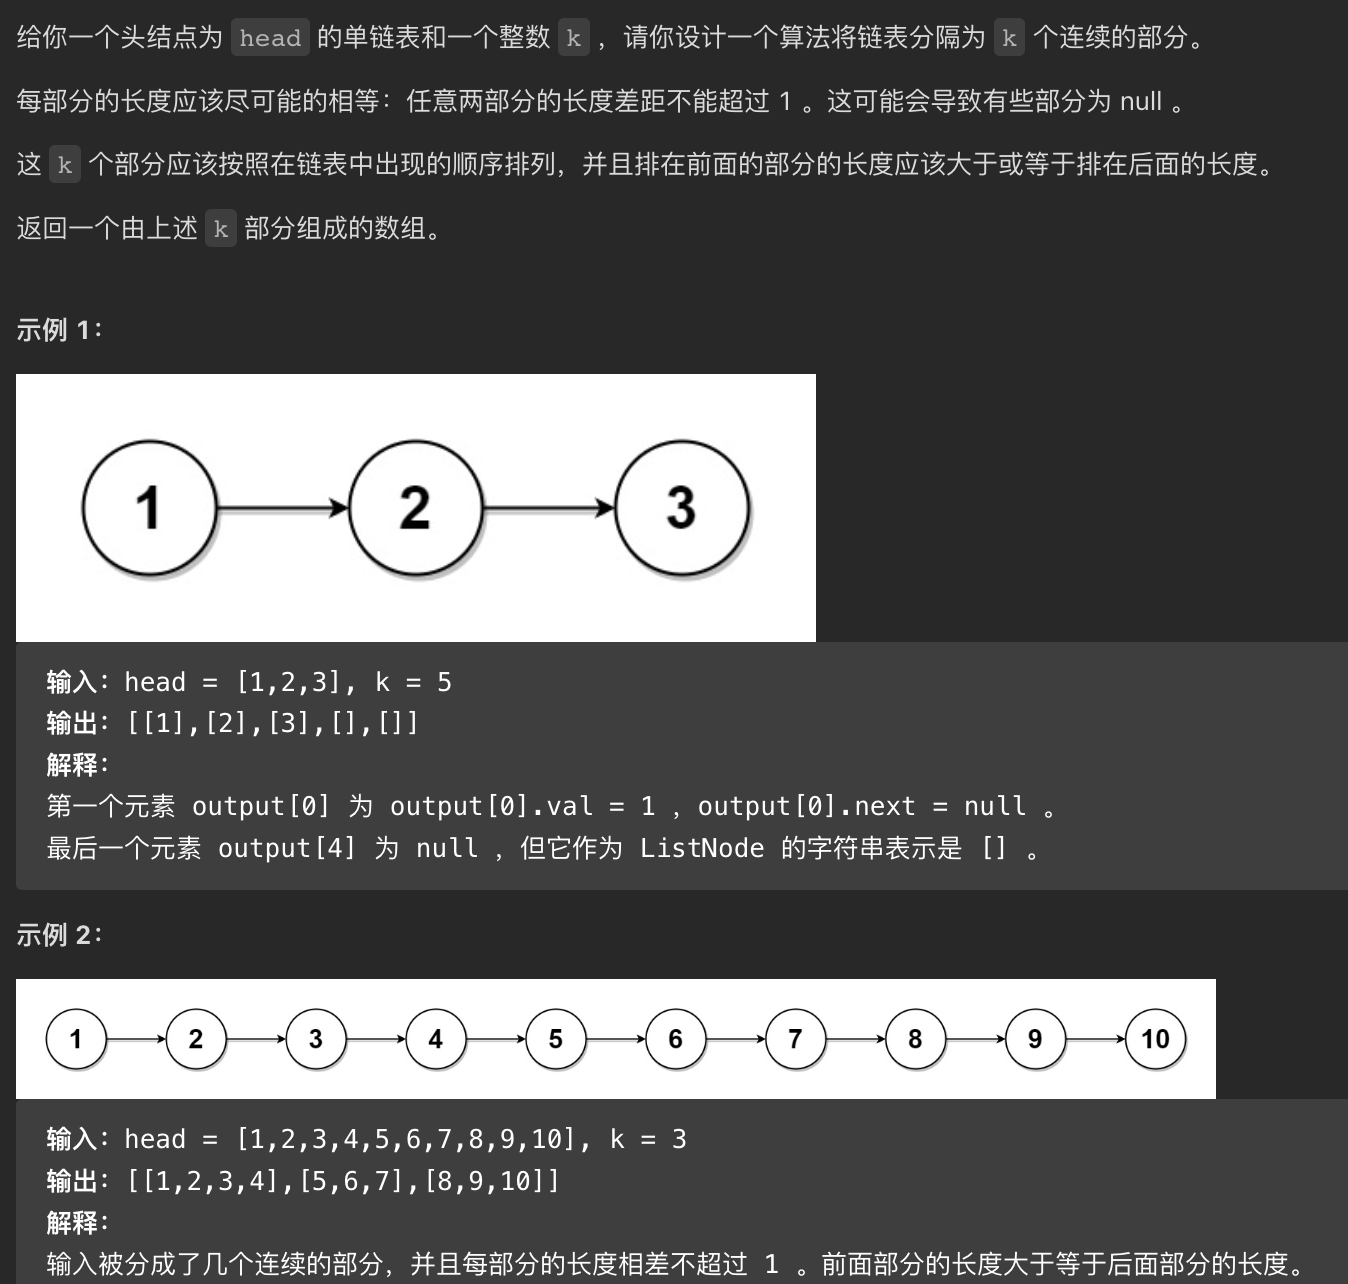 给你一个头结点为 head 的单链表和一个整数 k ，请你设计一个算法将链表分隔为 k 个连续的部分。
每部分的长度应该尽可能的相等：任意两部分的长度差距不能超过 1 。这可能会导致有些部分为 null 。
这 k 个部分应该按照在链表中出现的顺序排列，并且排在前面的部分的长度应该大于或等于排在后面的长度。
返回一个由上述 k 部分组成的数组。
示例 1：
1 2 3
输入：head = [1,2,3], k = 5
输出：[[1],[2],[3],[],[]]
解释：
第一个元素 output[0] 为 output[0].val = 1 ，output[0].next = null 。
最后一个元素 output[4] 为 null ，但它作为 ListNode 的字符串表示是 [] 。
示例 2：
1 2 3 4 5 6 7 8 9 10
输入：head = [1,2,3,4,5,6,7,8,9,10], k = 3
输出：[[1,2,3,4],[5,6,7],[8,9,10]]
解释：
输入被分成了几个连续的部分，并且每部分的长度相差不超过 1 。前面部分的长度大于等于后面部分的长度。